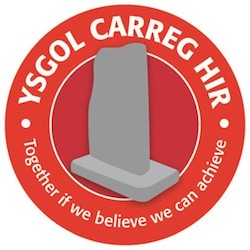 YSGOL CARREG HIR
Together if we believe we can achieve